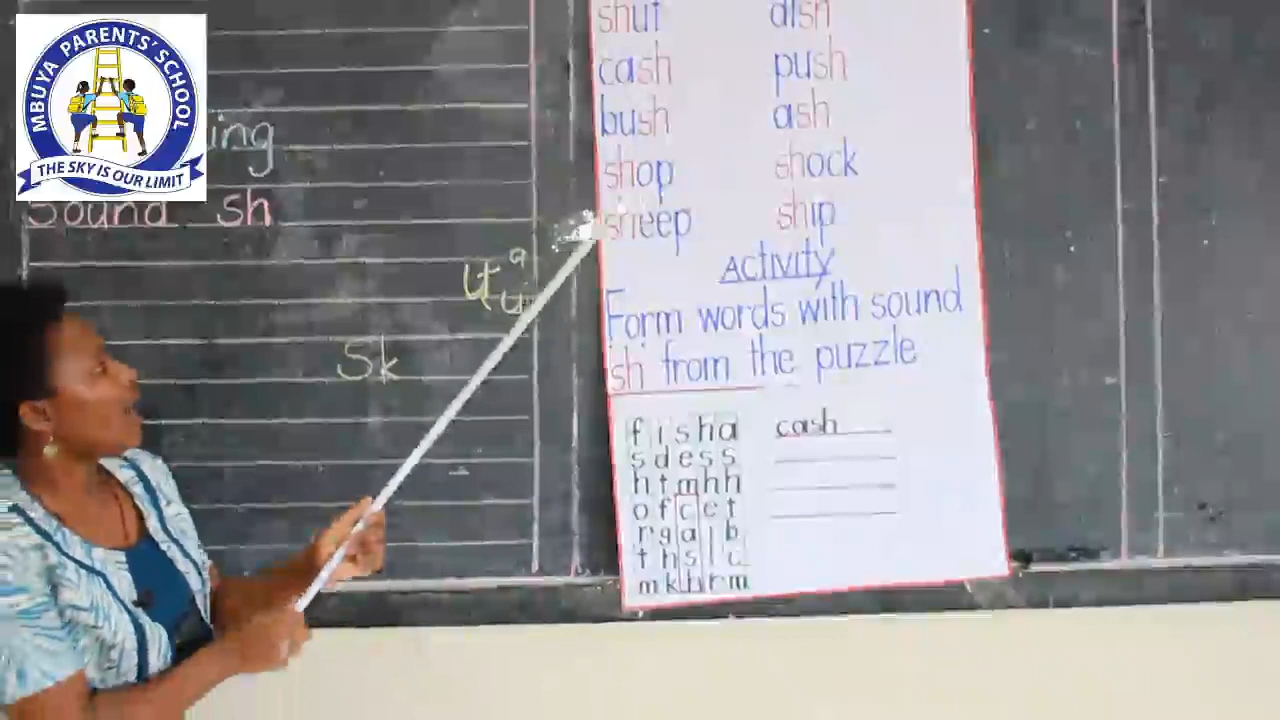 MBUYA PARENTS' SCHOOL
THE SKY IS OUR LIMIT
ing
Sound sh
a
Sk
shut dish
cash push
bush ash
shop shock
sheep ship
Activity
Form words with sound
sh from the puzzle
f i s h a cash
s d e s s
h t m h h
o f c e t
r g a l b
t h s l c
m k h r m